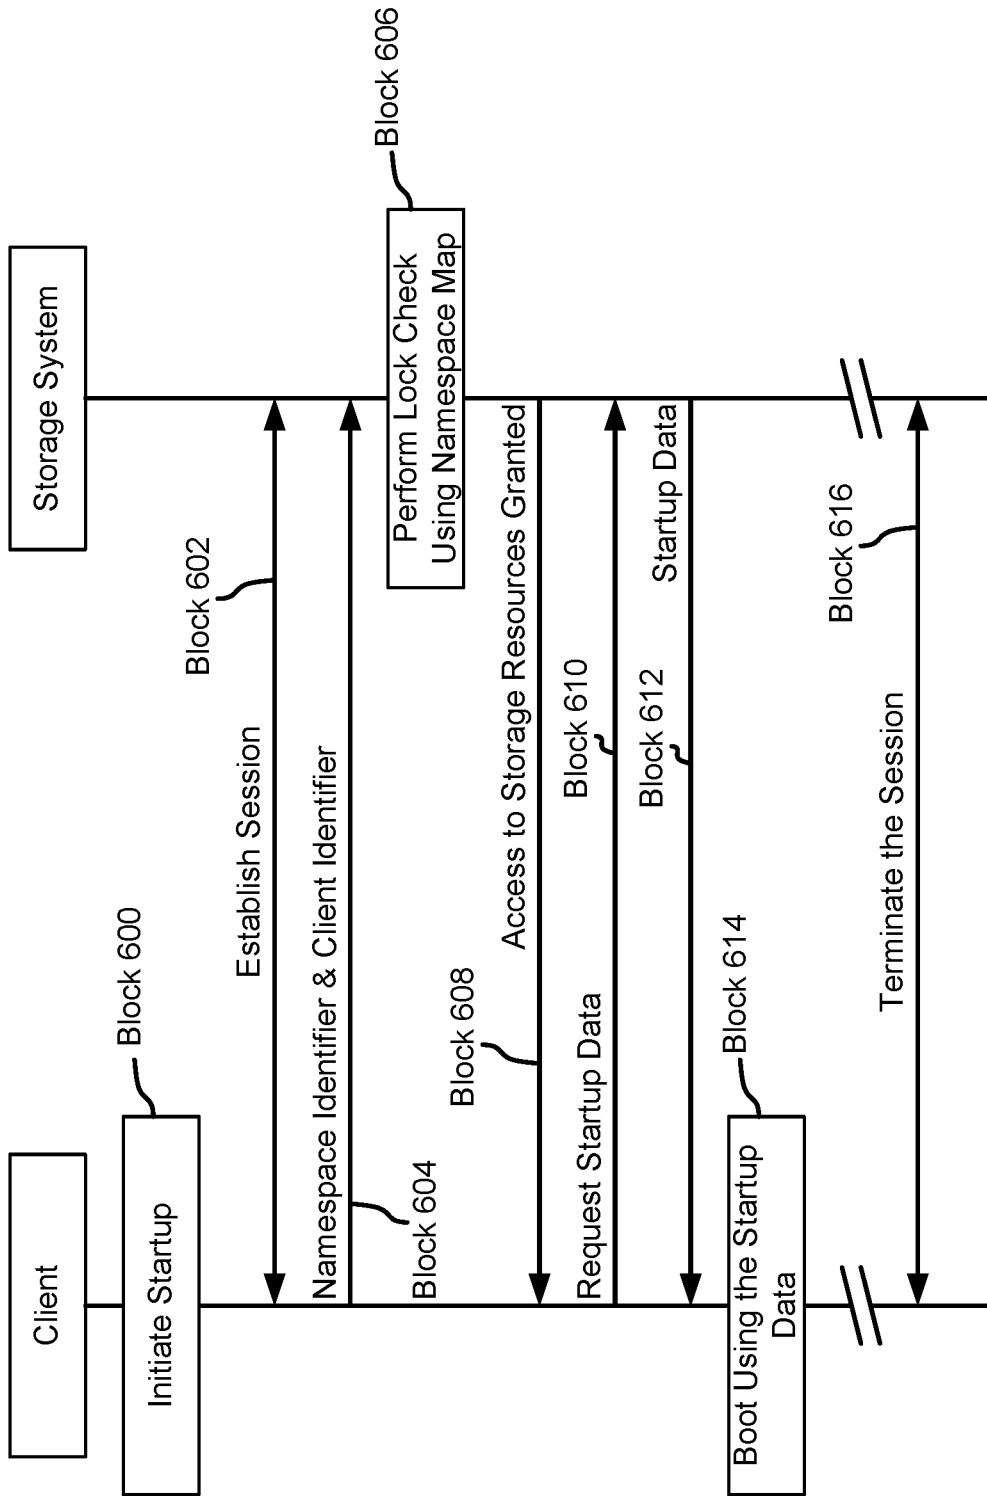 Client
Storage System
Initiate Startup
Block 600
Establish Session
Block 602
Namespace Identifier & Client Identifier
Block 604
Perform Lock Check
Using Namespace Map
Block 606
Access to Storage Resources Granted
Block 608
Request Startup Data
Block 610
Startup Data
Block 612
Boot Using the Startup
Data
Block 614
Terminate the Session
Block 616